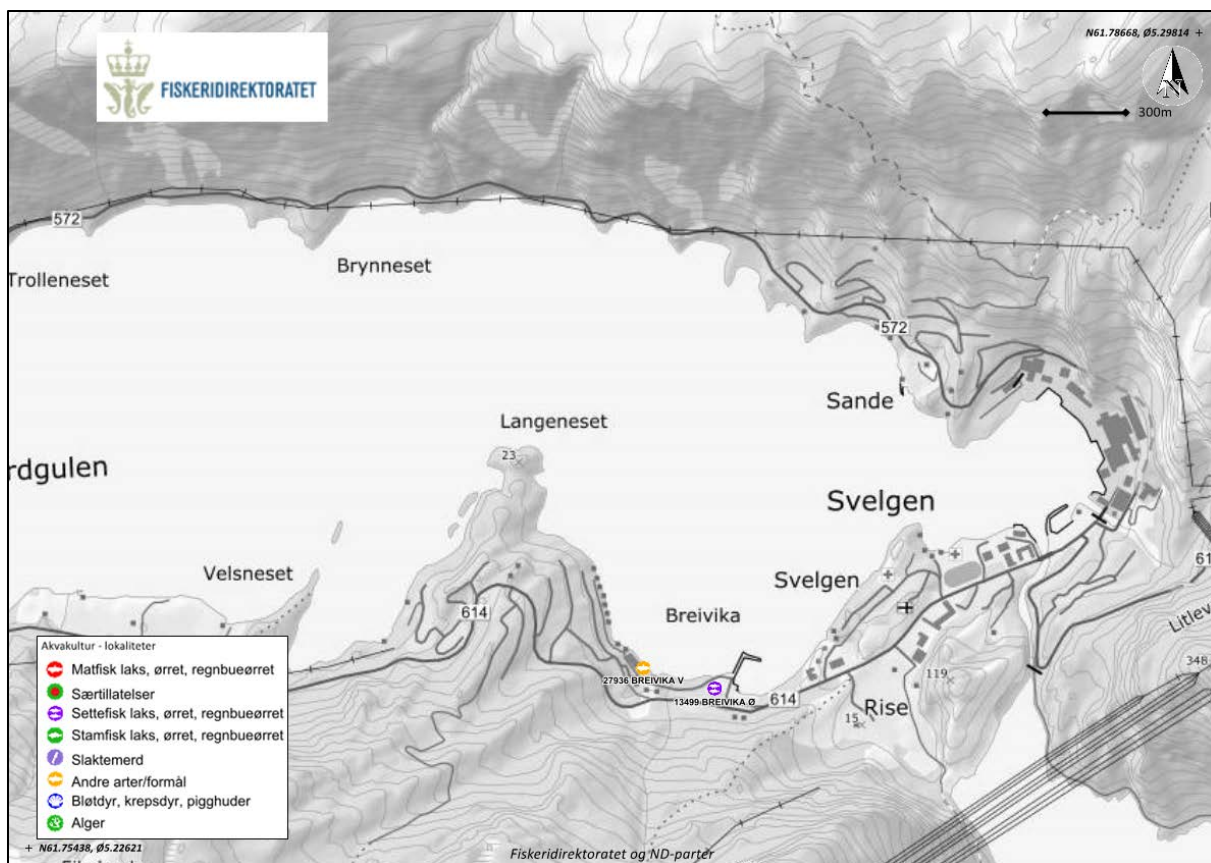 N61.78668, Ø5.29814 +
FISKERIDIREKTORATET
N
300m
572
Trolleneset
Brynneset
572
Sande
Langeneset
23
rdgulen
Svelgen
Velsneset
Svelgen
614
Breivika
61
Litlev
348
119
Rise
15
614
27936 BREIVIKA V
13499 BREIVIKA Ø
Akvakultur - lokaliteter
Matfisk laks, ørret, regnbueørret
Særtillatelser
Settefisk laks, ørret, regnbueørret
Stamfisk laks, ørret, regnbueørret
Slaktemerd
Andre arter/formål
Bløtdyr, krepsdyr, pigghuder
Alger
+ N61.75438, Ø5.22621
Fiskeridirektoratet og ND-parter